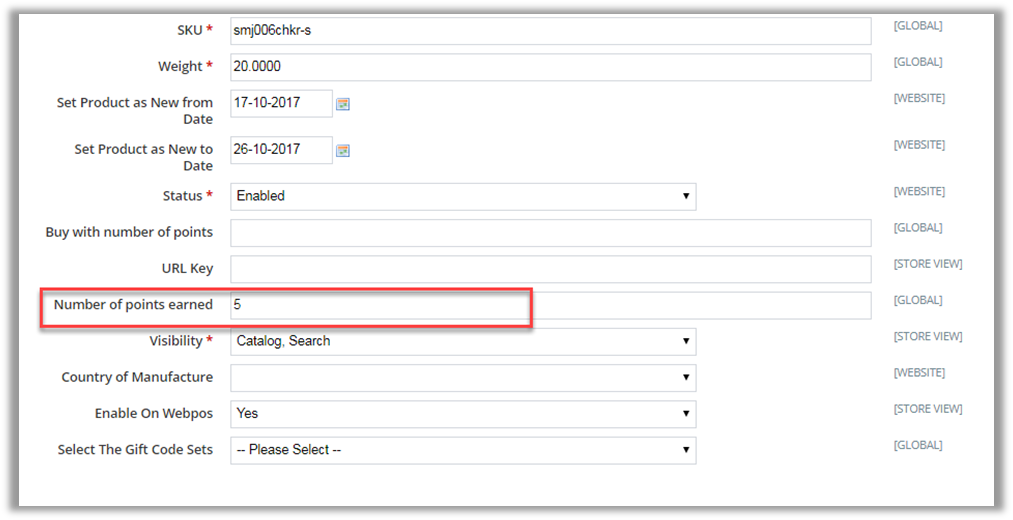 SKU * smj006chkr-s [GLOBAL]
Weight * 20.0000 [GLOBAL]
Set Product as New from 17-10-2017 [WEBSITE]
Date
Set Product as New to 26-10-2017 [WEBSITE]
Date
Status * Enabled [WEBSITE]
Buy with number of points [GLOBAL]
URL Key [STORE VIEW]
Number of points earned 5 [GLOBAL]
Visibility * Catalog, Search [STORE VIEW]
Country of Manufacture [WEBSITE]
Enable On Webpos Yes [STORE VIEW]
Select The Gift Code Sets -- Please Select -- [GLOBAL]